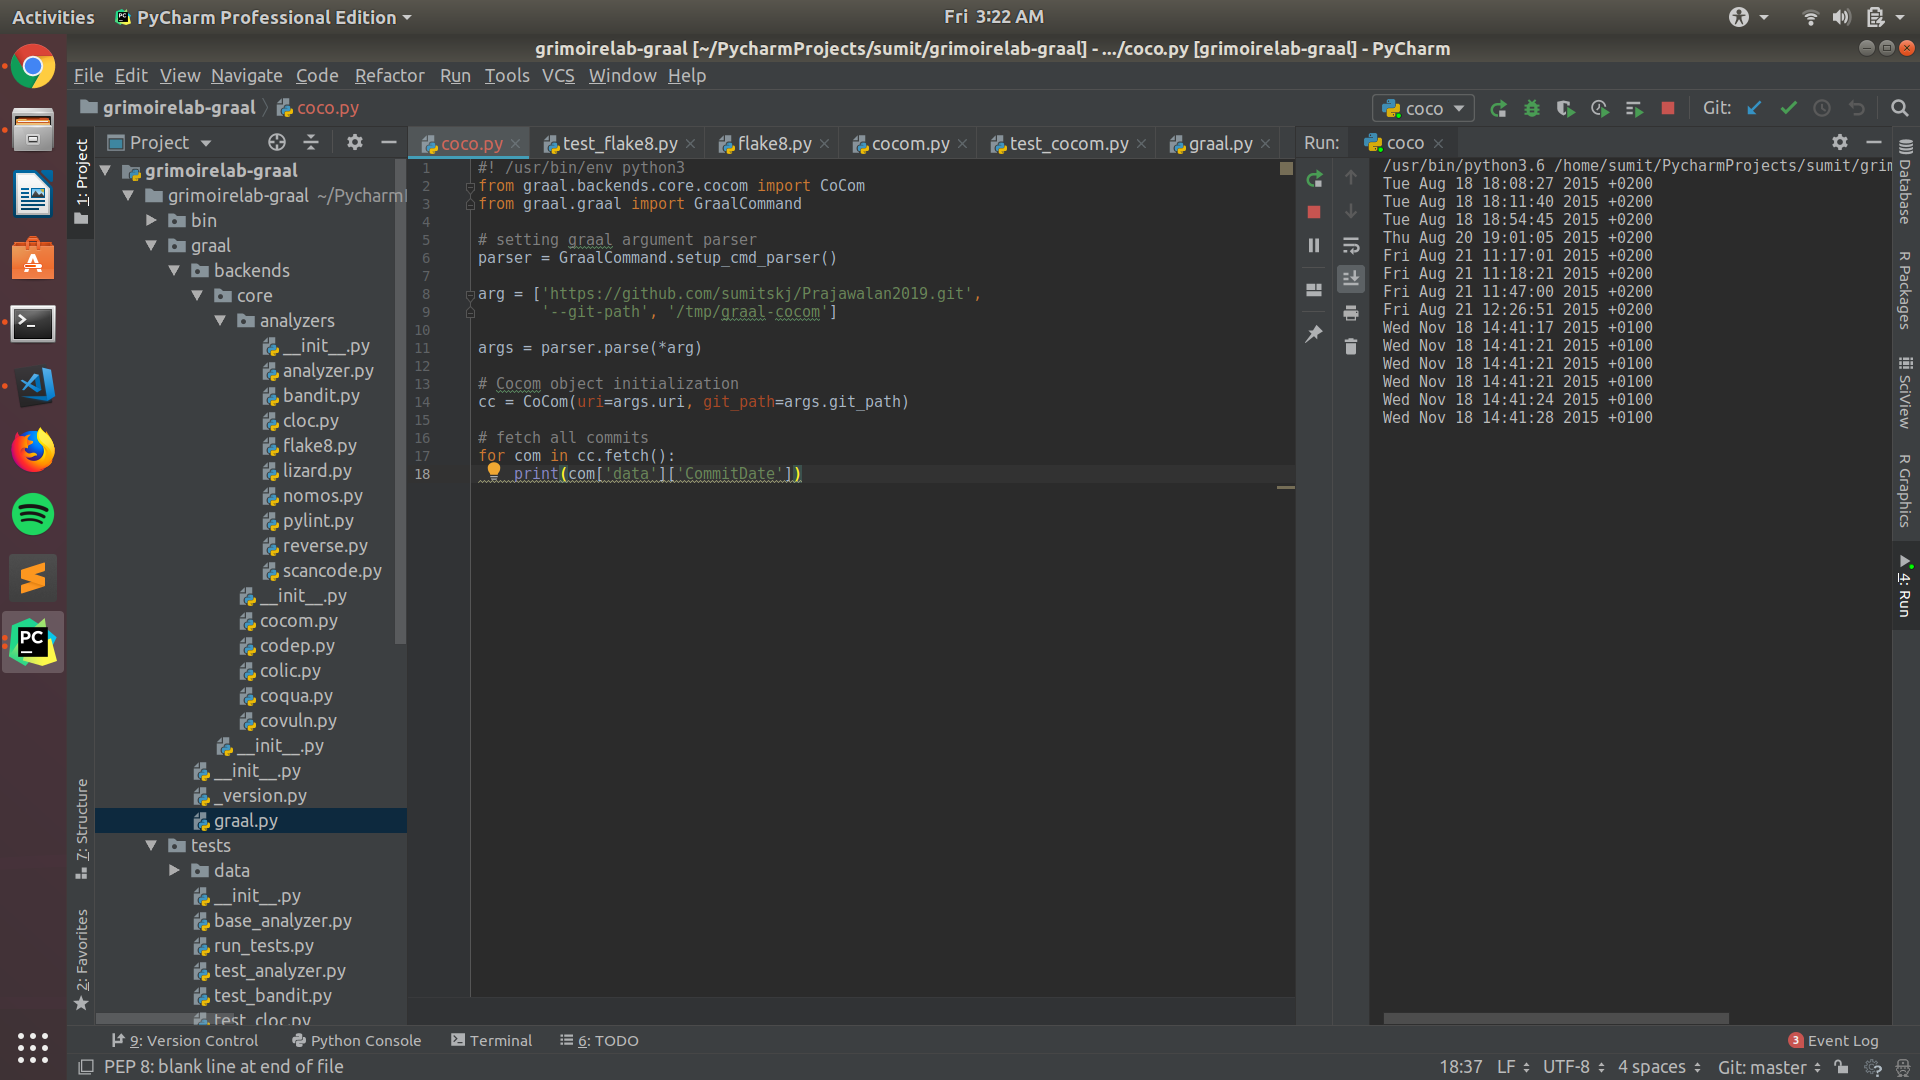 Activities
PyCharm Professional Edition
Fri 3:22 AM
grimoirelab-graal [~/PycharmProjects/sumit/grimoirelab-graal] - .../coco.py [grimoirelab-graal] - PyCharm
File Edit View Navigate Code Refactor Run Tools VCS Window Help
grimoirelab-graal
coco.py
coco
Git:
1: Project
7: Structure
2: Favorites
Project
grimoirelab-graal
grimoirelab-graal ~/Pycharm
bin
graal
backends
core
analyzers
__init__.py
analyzer.py
bandit.py
cloc.py
flake8.py
lizard.py
nomos.py
pylint.py
reverse.py
scancode.py
__init__.py
cocom.py
codep.py
colic.py
coqua.py
covuln.py
__init__.py
__init__.py
_version.py
graal.py
tests
data
__init__.py
base_analyzer.py
run_tests.py
test_analyzer.py
test_bandit.py
test_cloc.py
coco.py
test_flake8.py
flake8.py
cocom.py
test_cocom.py
graal.py
1 #! /usr/bin/env python3
2 from graal.backends.core.cocom import CoCom
3 from graal.graal import GraalCommand
4
5 # setting graal argument parser
6 parser = GraalCommand.setup_cmd_parser()
7
8 arg = ['https://github.com/sumitskj/Prajawalan2019.git',
9 '--git-path', '/tmp/graal-cocom']
10
11 args = parser.parse(*arg)
12
13 # Cocom object initialization
14 cc = CoCom(uri=args.uri, git_path=args.git_path)
15
16 # fetch all commits
17 for com in cc.fetch():
18 print(com['data']['CommitDate'])
Run:
coco
/usr/bin/python3.6 /home/sumit/PycharmProjects/sumit/grim
Tue Aug 18 18:08:27 2015 +0200
Tue Aug 18 18:11:40 2015 +0200
Tue Aug 18 18:54:45 2015 +0200
Thu Aug 20 19:01:05 2015 +0200
Fri Aug 21 11:17:01 2015 +0200
Fri Aug 21 11:18:21 2015 +0200
Fri Aug 21 11:47:00 2015 +0200
Fri Aug 21 12:26:51 2015 +0200
Wed Nov 18 14:41:17 2015 +0100
Wed Nov 18 14:41:21 2015 +0100
Wed Nov 18 14:41:21 2015 +0100
Wed Nov 18 14:41:21 2015 +0100
Wed Nov 18 14:41:24 2015 +0100
Wed Nov 18 14:41:28 2015 +0100
Database
R Packages
SciView
R Graphics
4: Run
PC
9: Version Control
Python Console
Terminal
6: TODO
3 Event Log
PEP 8: blank line at end of file
18:37 LF UTF-8 4 spaces Git: master